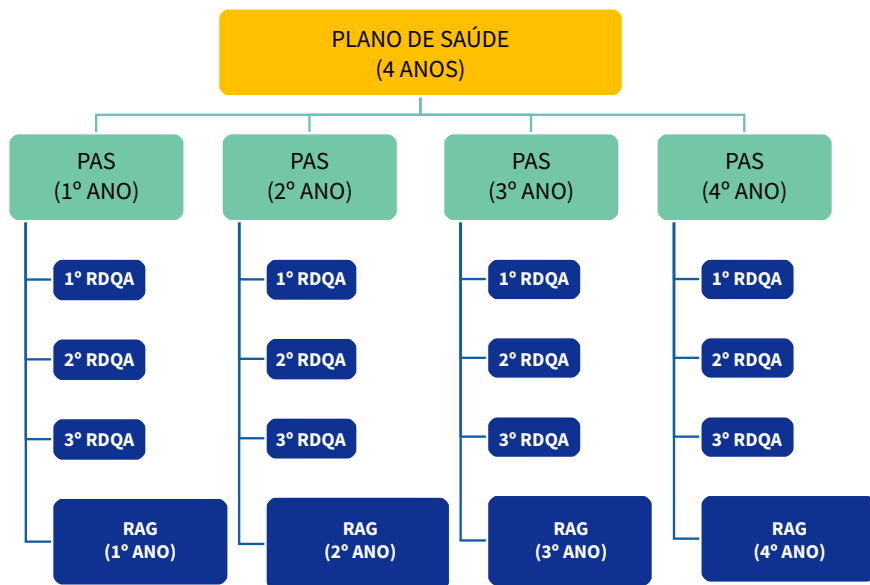 PLANO DE SAÚDE
(4 ANOS)
PAS
(1º ANO)
PAS
(2º ANO)
PAS
(3º ANO)
PAS
(4º ANO)
1º RDQA
1º RDQA
1º RDQA
1º RDQA
2º RDQA
2º RDQA
2º RDQA
2º RDQA
3º RDQA
3º RDQA
3º RDQA
3º RDQA
RAG
(1º ANO)
RAG
(2º ANO)
RAG
(3º ANO)
RAG
(4º ANO)